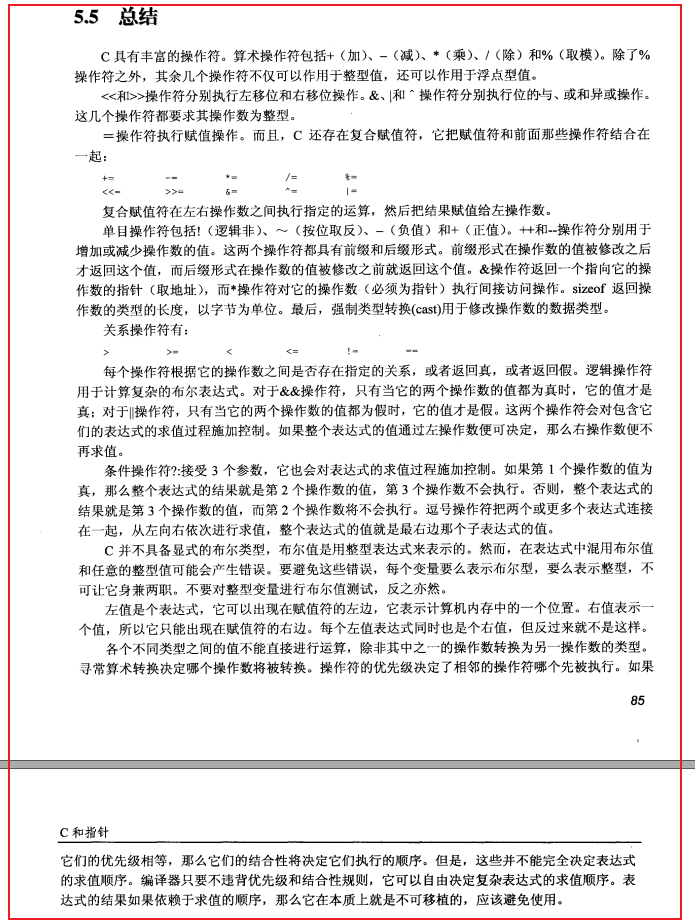 5.5 总结
C 具有丰富的操作符。算术操作符包括+（加）、-（减）、*（乘）、/（除）和%（取模）。除了%
操作符之外，其余几个操作符不仅可以作用于整型值，还可以作用于浮点型值。
<<和>>操作符分别执行左移位和右移位操作。&、|和 ^ 操作符分别执行位的与、或和异或操作。
这几个操作符都要求其操作数为整型。
=操作符执行赋值操作。而且，C 还存在复合赋值符，它把赋值符和前面那些操作符结合在
一起：
+= -= *= /= %=
<<= >>= &= ^= |=
复合赋值符在左右操作数之间执行指定的运算，然后把结果赋值给左操作数。
单目操作符包括!（逻辑非）、～（按位取反）、-（负值）和+（正值）。++和--操作符分别用于
增加或减少操作数的值。这两个操作符都具有前缀和后缀形式。前缀形式在操作数的值被修改之后
才返回这个值，而后缀形式在操作数的值被修改之前就返回这个值。&操作符返回一个指向它的操
作数的指针（取地址），而*操作符对它的操作数（必须为指针）执行间接访问操作。sizeof 返回操
作数的类型的长度，以字节为单位。最后，强制类型转换(cast)用于修改操作数的数据类型。
关系操作符有：
> >= < <= != ==
每个操作符根据它的操作数之间是否存在指定的关系，或者返回真，或者返回假。逻辑操作符
用于计算复杂的布尔表达式。对于&&操作符，只有当它的两个操作数的值都为真时，它的值才是
真；对于||操作符，只有当它的两个操作数的值都为假时，它的值才是假。这两个操作符会对包含它
们的表达式的求值过程施加控制。如果整个表达式的值通过左操作数便可决定，那么右操作数便不
再求值。
条件操作符?:接受 3 个参数，它也会对表达式的求值过程施加控制。如果第 1 个操作数的值为
真，那么整个表达式的结果就是第 2 个操作数的值，第 3 个操作数不会执行。否则，整个表达式的
结果就是第 3 个操作数的值，而第 2 个操作数将不会执行。逗号操作符把两个或更多个表达式连接
在一起，从左向右依次进行求值，整个表达式的值就是最右边那个子表达式的值。
C 并不具备显式的布尔类型，布尔值是用整型表达式来表示的。然而，在表达式中混用布尔值
和任意的整型值可能会产生错误。要避免这些错误，每个变量要么表示布尔型，要么表示整型，不
可让它身兼两职。不要对整型变量进行布尔值测试，反之亦然。
左值是个表达式，它可以出现在赋值符的左边，它表示计算机内存中的一个位置。右值表示一
个值，所以它只能出现在赋值符的右边。每个左值表达式同时也是个右值，但反过来就不是这样。
各个不同类型之间的值不能直接进行运算，除非其中之一的操作数转换为另一操作数的类型。
寻常算术转换决定哪个操作数将被转换。操作符的优先级决定了相邻的操作符哪个先被执行。如果
85
C 和指针
它们的优先级相等，那么它们的结合性将决定它们执行的顺序。但是，这些并不能完全决定表达式
的求值顺序。编译器只要不违背优先级和结合性规则，它可以自由决定复杂表达式的求值顺序。表
达式的结果如果依赖于求值的顺序，那么它在本质上就是不可移植的，应该避免使用。